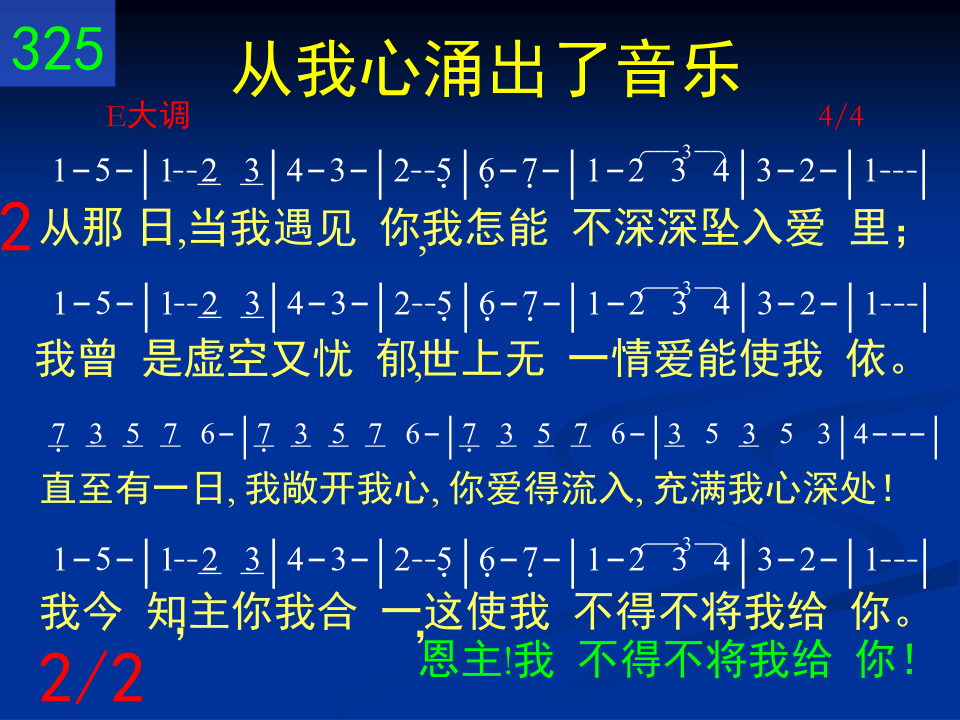 325
从我心涌出了音乐
E大调 4/4
1-5-|1--2 3|4-3-|2--5|6-7-|1-2 3 4|3-2-|1---|
3
2
从那 日,当我遇见 你,我怎能 不深深坠入爱 里；
1-5-|1--2 3|4-3-|2--5|6-7-|1-2 3 4|3-2-|1---|
3
我曾 是虚空又忧 郁,世上无 一情爱能使我 依。
7 3 5 7 6-|7 3 5 7 6-|7 3 5 7 6-|3 5 3 5 3|4---|
直至有一日,我敞开我心,你爱得流入,充满我心深处!
1-5-|1--2 3|4-3-|2--5|6-7-|1-2 3 4|3-2-|1---|
3
我今 知,主你我合 一,这使我 不得不将我给 你。
恩主!我 不得不将我给 你!
2/2